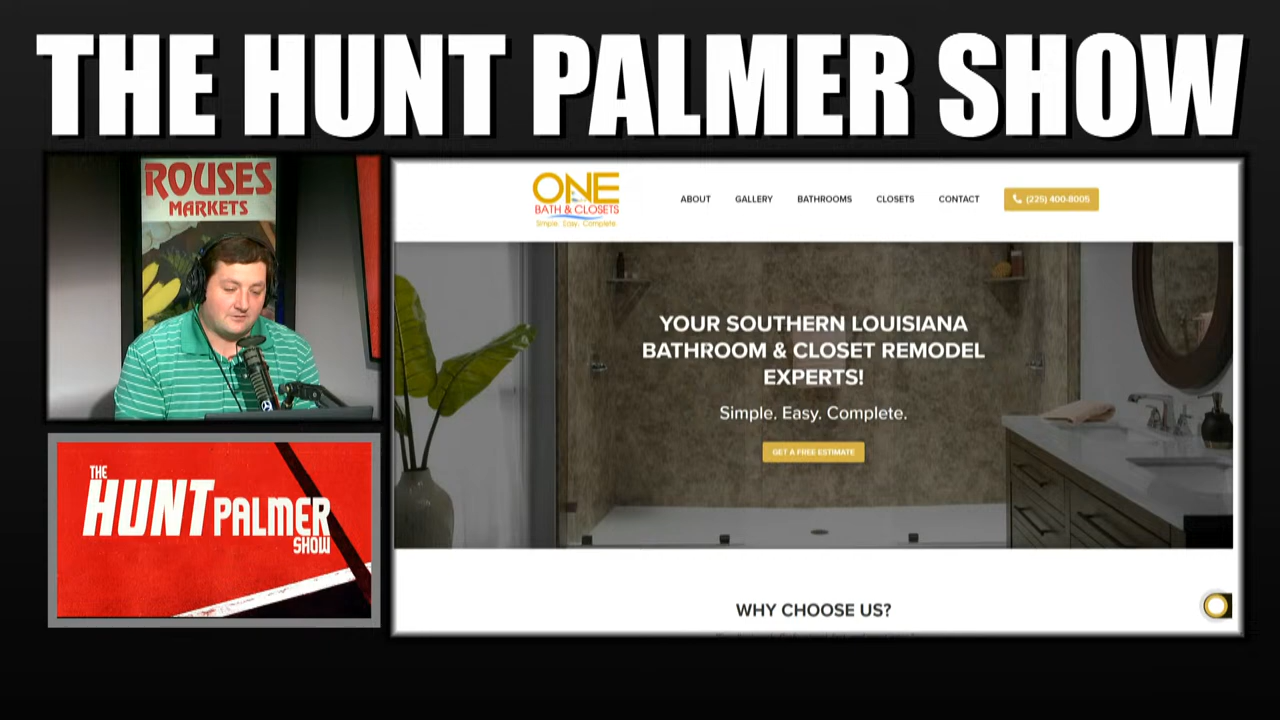 THE HUNT PALMER SHOW
ROUSES
MARKETS
THE
HUNT PALMER
SHOW
ONE
BATH & CLOSETS
Simple. Easy. Complete.
ABOUT
GALLERY
BATHROOMS
CLOSETS
CONTACT
(225) 400-8005
YOUR SOUTHERN LOUISIANA
BATHROOM & CLOSET REMODEL
EXPERTS!
Simple. Easy. Complete.
GET A FREE ESTIMATE
WHY CHOOSE US?